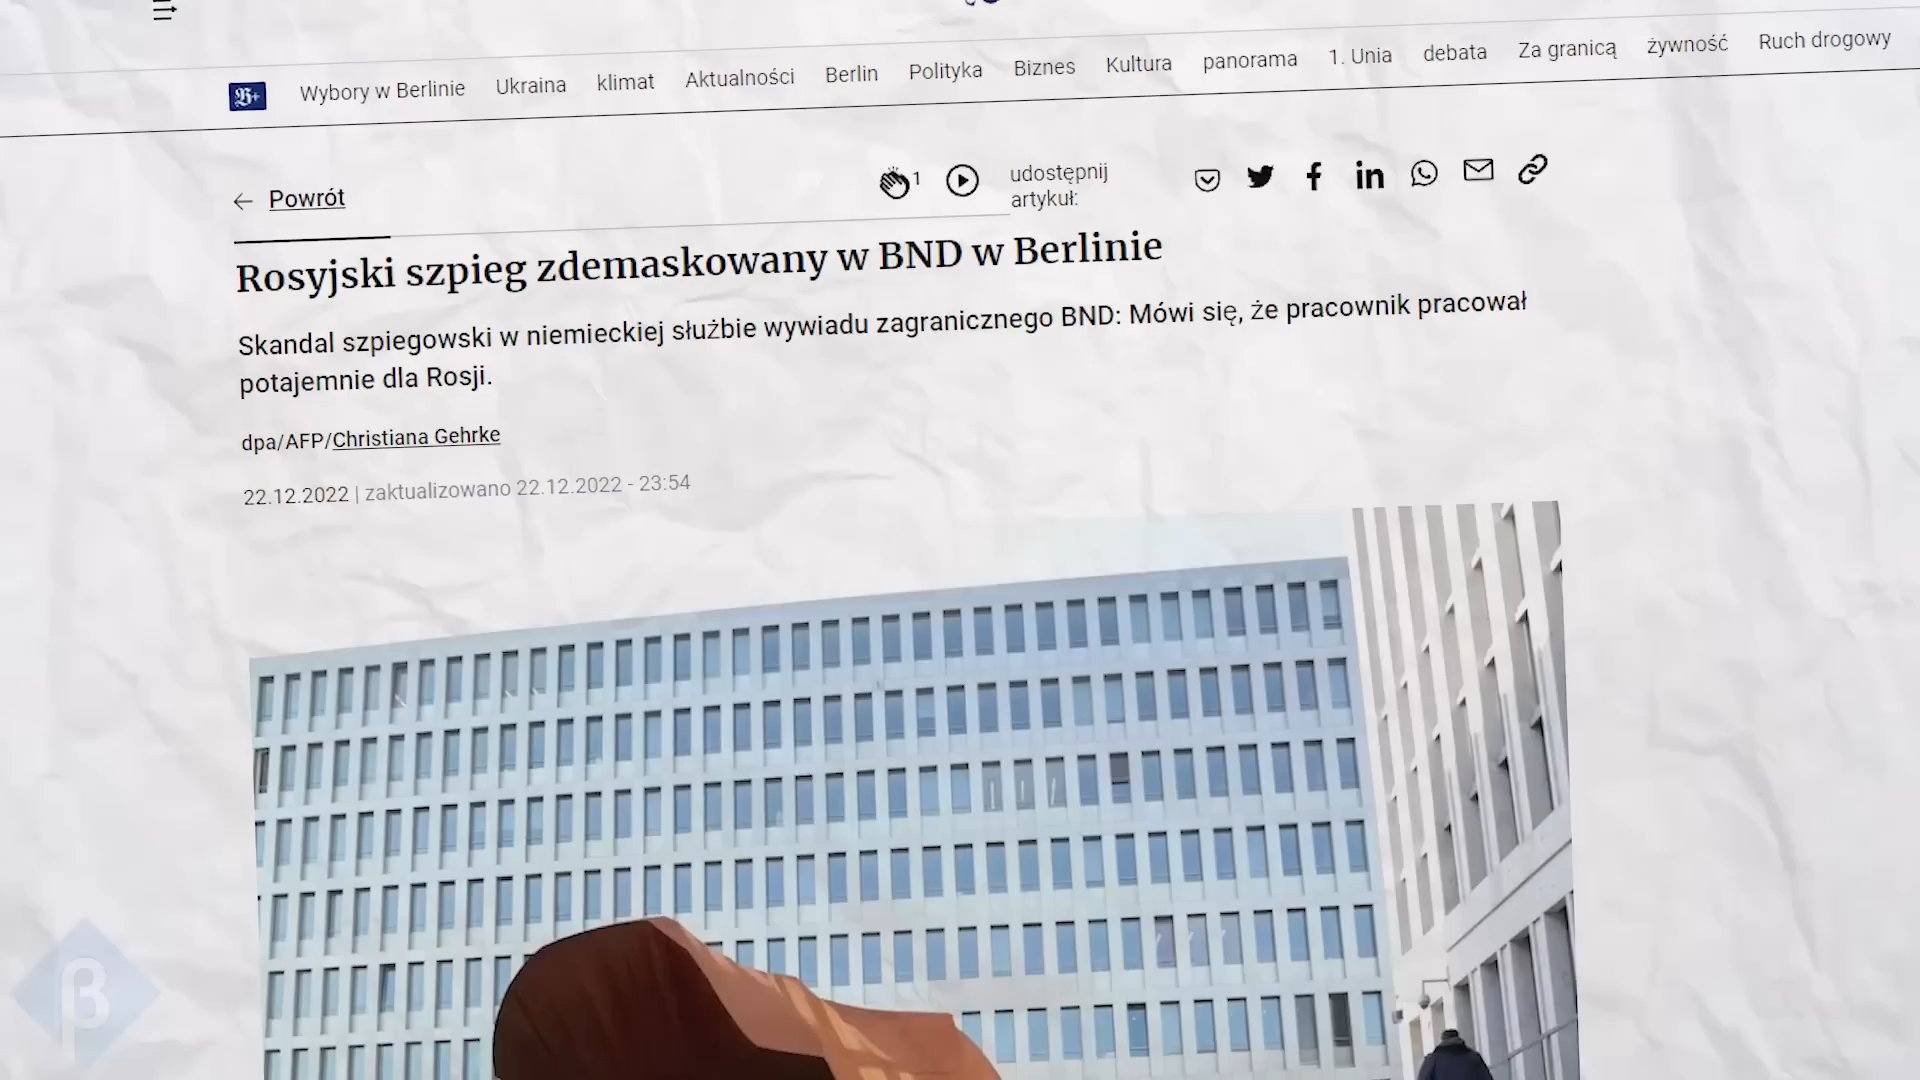 B+ Wybory w Berlinie Ukraina klimat Aktualności Berlin Polityka Biznes Kultura panorama 1. Unia debata Za granicą żywność Ruch drogowy
Powrót
1
udostępnij
artykuł:
Rosyjski szpieg zdemaskowany w BND w Berlinie
Skandal szpiegowski w niemieckiej służbie wywiadu zagranicznego BND: Mówi się, że pracownik pracował
potajemnie dla Rosji.
dpa/AFP/Christiana Gehrke
22.12.2022 | zaktualizowano 22.12.2022 - 23:54
β